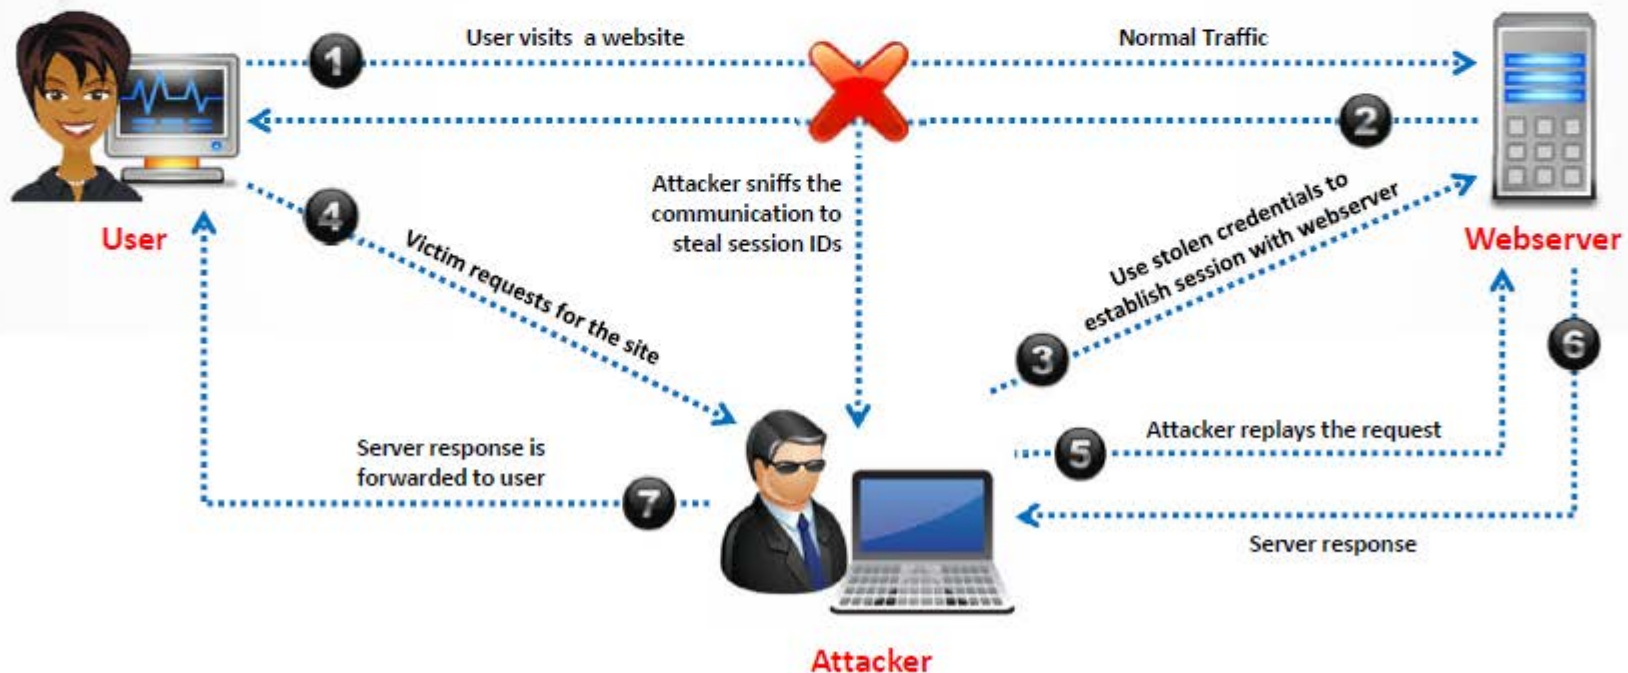 1
User visits a website
Normal Traffic
2
Attacker sniffs the
communication to
steal session IDs
User
Webserver
4
Victim requests for the site
Use stolen credentials to
establish session with webserver
3
6
5
Attacker replays the request
Server response is
forwarded to user
7
Server response
Attacker